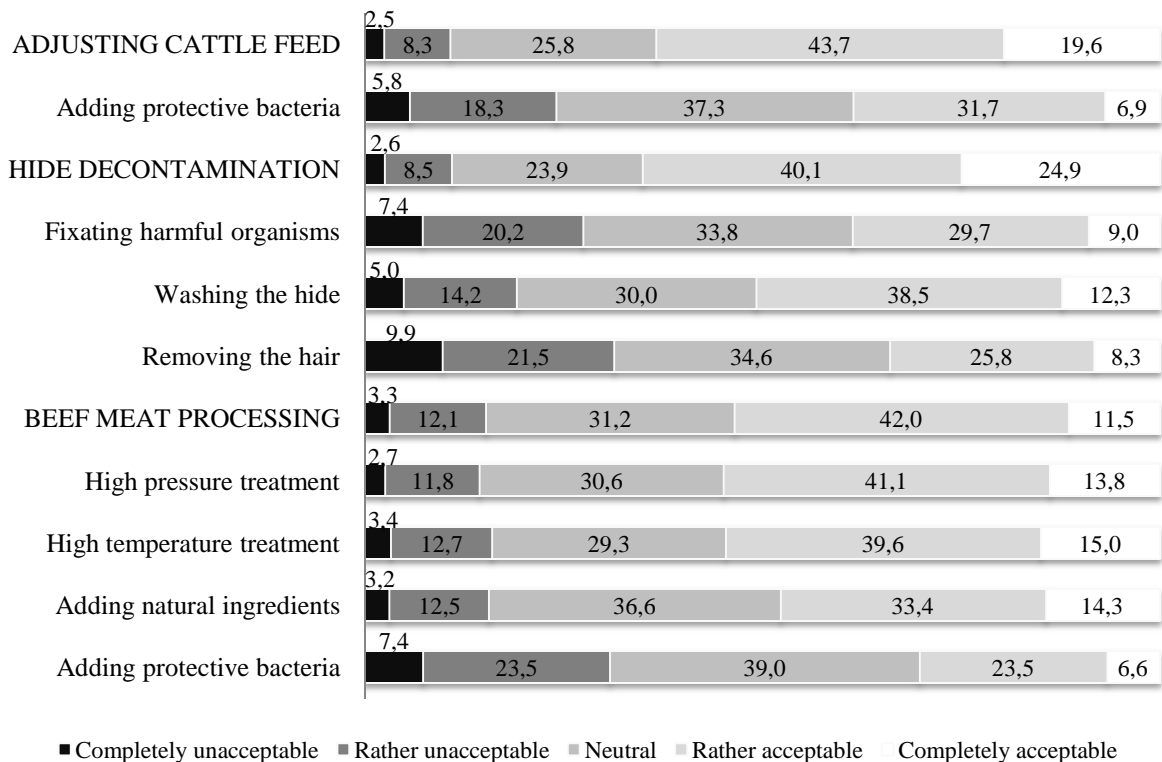 2,5
ADJUSTING CATTLE FEED 8,3 25,8 43,7 19,6
5,8
Adding protective bacteria 18,3 37,3 31,7 6,9
2,6
HIDE DECONTAMINATION 8,5 23,9 40,1 24,9
7,4
Fixating harmful organisms 20,2 33,8 29,7 9,0
5,0
Washing the hide 14,2 30,0 38,5 12,3
9,9
Removing the hair 21,5 34,6 25,8 8,3
3,3
BEEF MEAT PROCESSING 12,1 31,2 42,0 11,5
2,7
High pressure treatment 11,8 30,6 41,1 13,8
3,4
High temperature treatment 12,7 29,3 39,6 15,0
3,2
Adding natural ingredients 12,5 36,6 33,4 14,3
7,4
Adding protective bacteria 23,5 39,0 23,5 6,6
Completely unacceptable Rather unacceptable Neutral Rather acceptable Completely acceptable